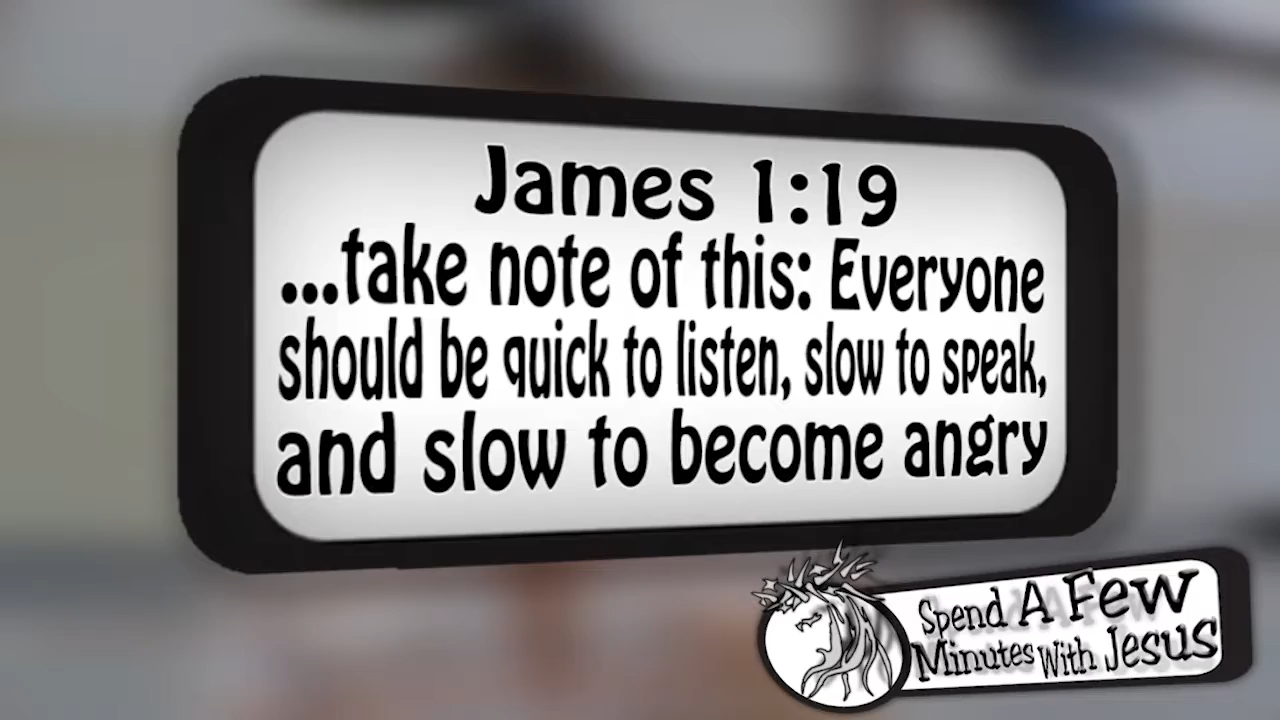 James 1:19
...take note of this: Everyone
should be quick to listen, slow to speak,
and slow to become angry
Spend A Few
Minutes With Jesus